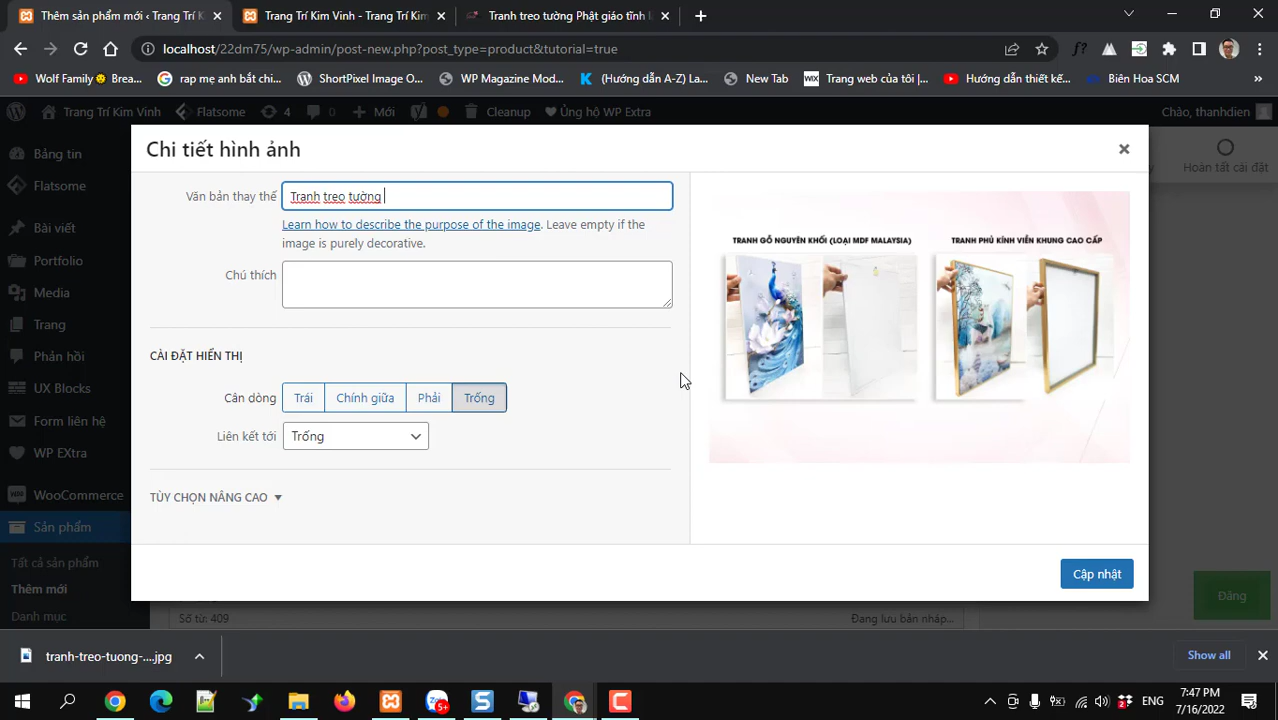 Thêm sản phẩm mới ‹ Trang Trí K
Trang Trí Kim Vinh - Trang Trí Kim
Tranh treo tường Phật giáo tĩnh l
localhost/22dm75/wp-admin/post-new.php?post_type=product&tutorial=true
Wolf Family Brea...
rap mẹ anh bắt chi...
ShortPixel Image O...
WP Magazine Mod...
(Hướng dẫn A-Z) La...
New Tab
WIX
Trang web của tôi |...
Hướng dẫn thiết kế...
Biên Hoa SCM
»
Trang Trí Kim Vinh
Flatsome
4
0
Mới
Cleanup
Ủng hộ WP Extra
Chào, thanhdien
Bảng tin
Flatsome
Bài viết
Portfolio
Media
Trang
Phản hồi
UX Blocks
Form liên hệ
WP EXtra
WooCommerce
Sản phẩm
Tất cả sản phẩm
Thêm mới
Danh mục
Hoàn tất cài đặt
Chi tiết hình ảnh
Văn bản thay thế
Tranh treo tường
Learn how to describe the purpose of the image. Leave empty if the
image is purely decorative.
Chú thích
CÀI ĐẶT HIỂN THỊ
Căn dòng
Trái
Chính giữa
Phải
Trống
Liên kết tới
Trống
TÙY CHỌN NÂNG CAO
TRANH GỖ NGUYÊN KHỐI (LOẠI MDF MALAYSIA)
TRANH PHỦ KÍNH VIỀN KHUNG CAO CẤP
Cập nhật
Số từ: 409
Đang lưu bản nháp...
Đăng
tranh-treo-tuong-....jpg
Show all
5+
2
ENG
7:47 PM
7/16/2022